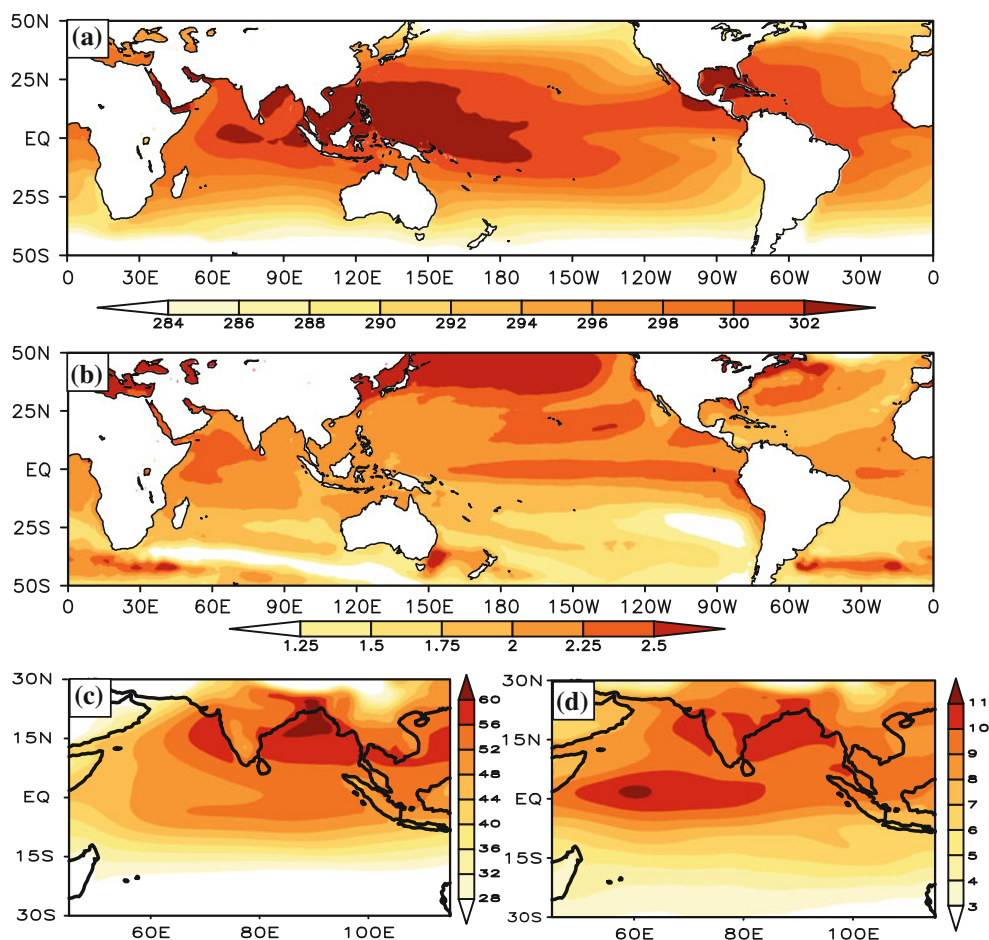 50N
(a)
25N
EQ
25S
50S
0 30E 60E 90E 120E 150E 180 150W 120W 90W 60W 30W 0
284 286 288 290 292 294 296 298 300 302
50N
(b)
25N
EQ
25S
50S
0 30E 60E 90E 120E 150E 180 150W 120W 90W 60W 30W 0
1.25 1.5 1.75 2 2.25 2.5
30N
(c)
15N
EQ
15S
30S
60E 80E 100E
60
56
52
48
44
40
36
32
28
30N
(d)
15N
EQ
15S
30S
60E 80E 100E
11
10
9
8
7
6
5
4
3